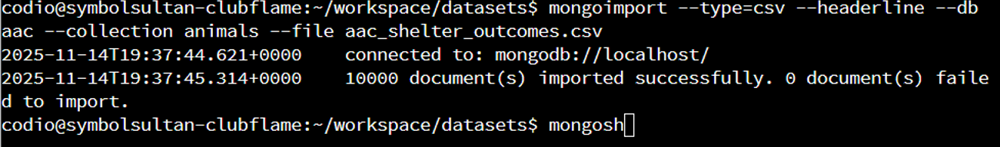 codio@symbolsultan-clubflame:~/workspace/datasets$ mongoimport --type=csv --headerline --db
aac --collection animals --file aac_shelter_outcomes.csv
2025-11-14T19:37:44.621+0000    connected to: mongodb://localhost/
2025-11-14T19:37:45.314+0000    10000 document(s) imported successfully. 0 document(s) faile
d to import.
codio@symbolsultan-clubflame:~/workspace/datasets$ mongosh